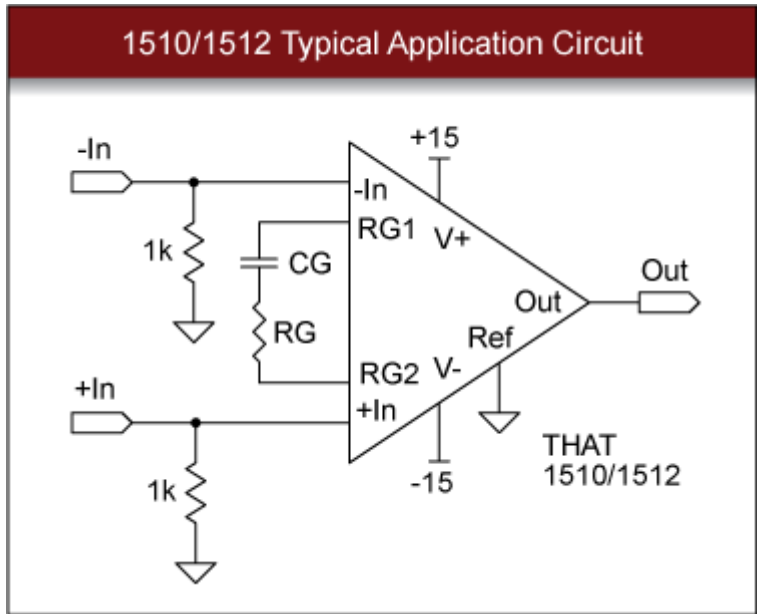 1510/1512 Typical Application Circuit
+15
-In
-In
RG1
V+
1k
CG
Out
Out
RG
Ref
RG2
V-
+In
+In
THAT
1510/1512
-15
1k